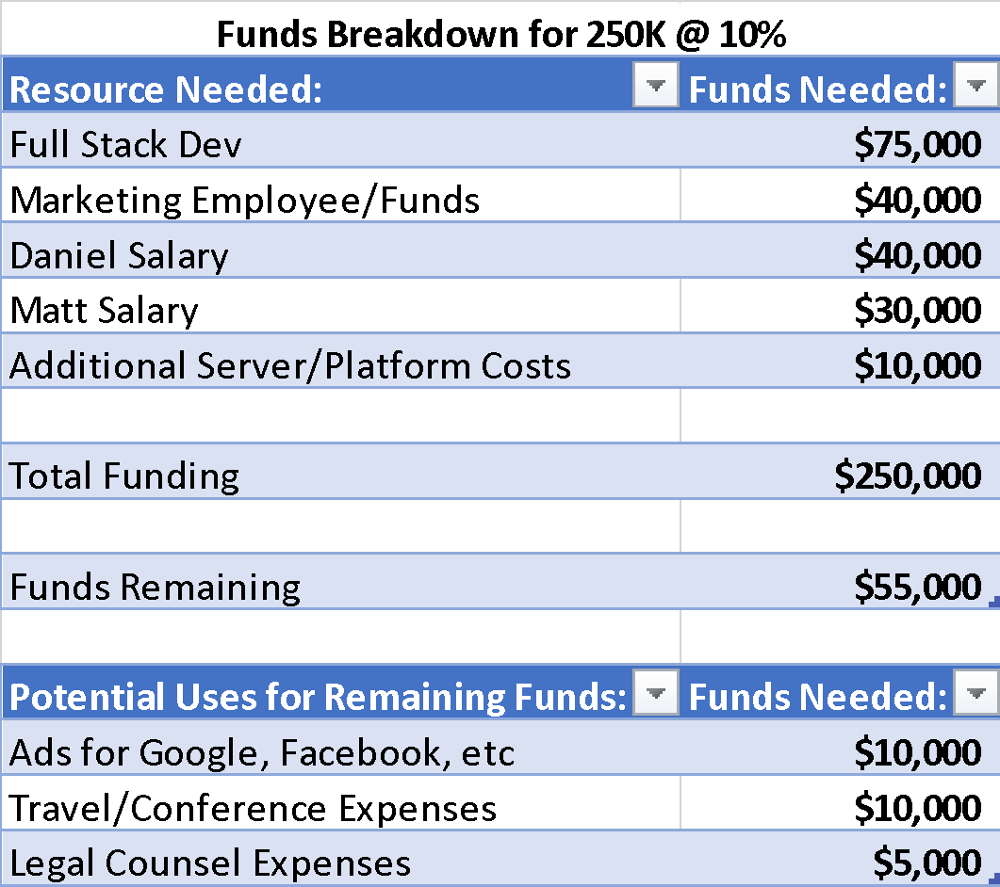 Funds Breakdown for 250K @ 10%
Resource Needed: Funds Needed:
Full Stack Dev $75,000
Marketing Employee/Funds $40,000
Daniel Salary $40,000
Matt Salary $30,000
Additional Server/Platform Costs $10,000
Total Funding $250,000
Funds Remaining $55,000
Potential Uses for Remaining Funds: Funds Needed:
Ads for Google, Facebook, etc $10,000
Travel/Conference Expenses $10,000
Legal Counsel Expenses $5,000